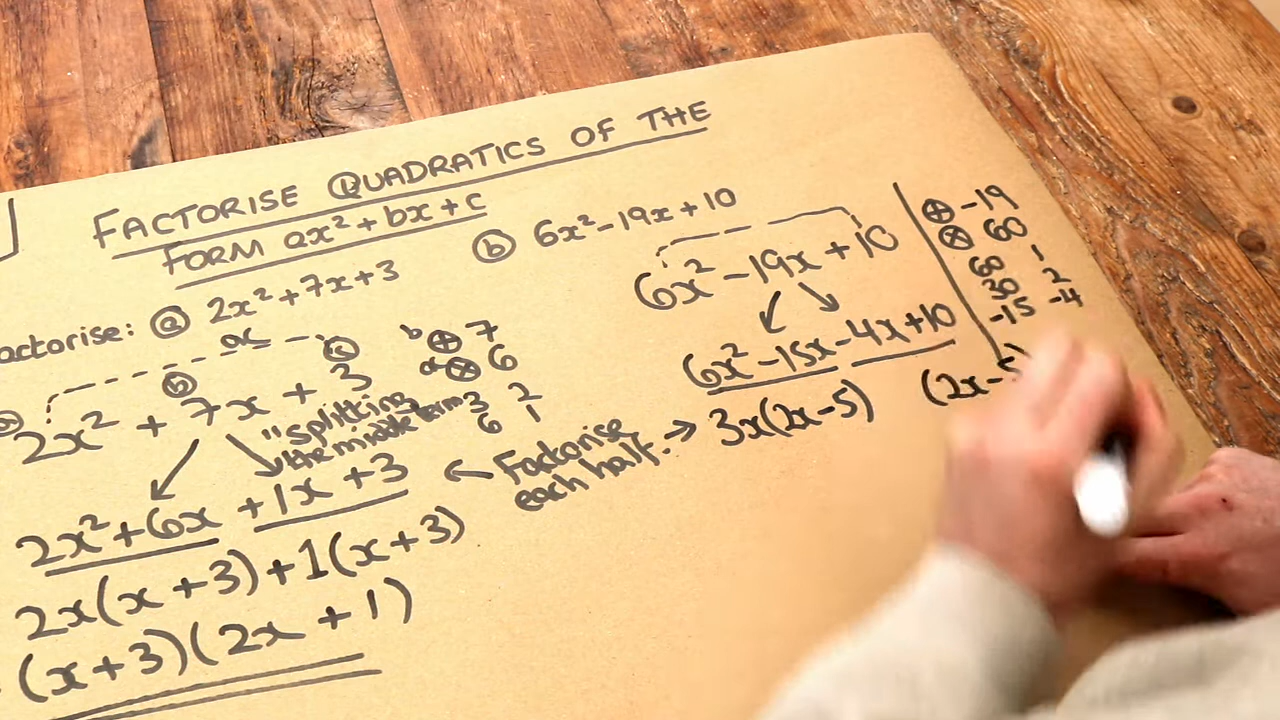 FACTORISE QUADRATICS OF THE
FORM ax² + bx + c
actorise: ⓐ 2x² + 7x + 3
ⓑ 6x² - 19x + 10
ac
ⓑ ⓒ
2x² + 7x + 3
b ⊕ 7
a ⊗ 6
3 2
6 1
"splitting
the middle term
2x² + 6x + 1x + 3
2x(x + 3) + 1(x + 3)
(x + 3)(2x + 1)
← Factorise
each half. →
6x² - 19x + 10
6x² - 15x - 4x + 10
3x(2x - 5) (2x - 5)
⊕ -19
⊗ 60
60 1
30 2
-15 -4